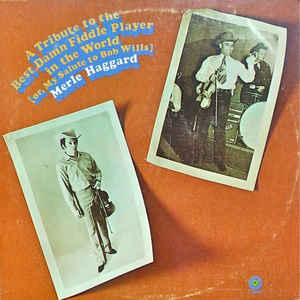 A Tribute to the
Best Damn Fiddle Player
in the World
[or, My Salute to Bob Wills]
Merle Haggard